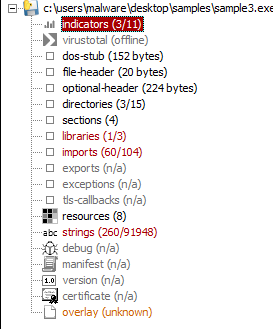 c:\users\malware\desktop\samples\sample3.exe
indicators (3/11)
virustotal (offline)
dos-stub (152 bytes)
file-header (20 bytes)
optional-header (224 bytes)
directories (3/15)
sections (4)
libraries (1/3)
imports (60/104)
exports (n/a)
exceptions (n/a)
tls-callbacks (n/a)
resources (8)
abc strings (260/91948)
debug (n/a)
manifest (n/a)
1.0 version (n/a)
certificate (n/a)
overlay (unknown)